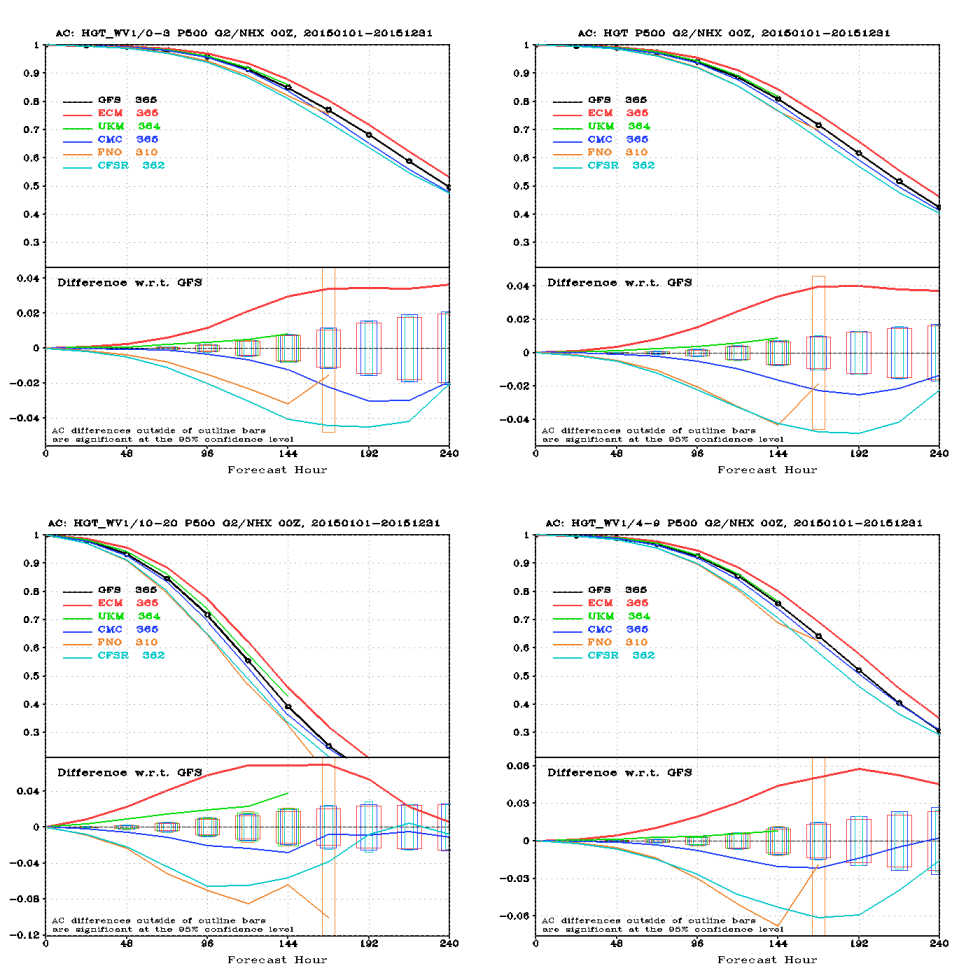 AC: HGT_WV1/0-3 P500 G2/NHX 00Z, 20150101-20151231
1
0.9
0.8
0.7
0.6
0.5
0.4
0.3
GFS 365
ECM 365
UKM 364
CMC 365
FNO 310
CFSR 362
Difference w.r.t. GFS
0.04
0.02
0
-0.02
-0.04
AC differences outside of outline bars
are significant at the 95% confidence level
0 48 96 144 192 240
Forecast Hour
AC: HGT P500 G2/NHX 00Z, 20150101-20151231
1
0.9
0.8
0.7
0.6
0.5
0.4
0.3
GFS 365
ECM 365
UKM 364
CMC 365
FNO 310
CFSR 362
Difference w.r.t. GFS
0.04
0.02
0
-0.02
-0.04
AC differences outside of outline bars
are significant at the 95% confidence level
0 48 96 144 192 240
Forecast Hour
AC: HGT_WV1/10-20 P500 G2/NHX 00Z, 20150101-20151231
1
0.9
0.8
0.7
0.6
0.5
0.4
0.3
GFS 365
ECM 365
UKM 364
CMC 365
FNO 310
CFSR 362
Difference w.r.t. GFS
0.04
0
-0.04
-0.08
-0.12
AC differences outside of outline bars
are significant at the 95% confidence level
0 48 96 144 192 240
Forecast Hour
AC: HGT_WV1/4-9 P500 G2/NHX 00Z, 20150101-20151231
1
0.9
0.8
0.7
0.6
0.5
0.4
0.3
GFS 365
ECM 365
UKM 364
CMC 365
FNO 310
CFSR 362
Difference w.r.t. GFS
0.06
0.03
0
-0.03
-0.06
AC differences outside of outline bars
are significant at the 95% confidence level
0 48 96 144 192 240
Forecast Hour